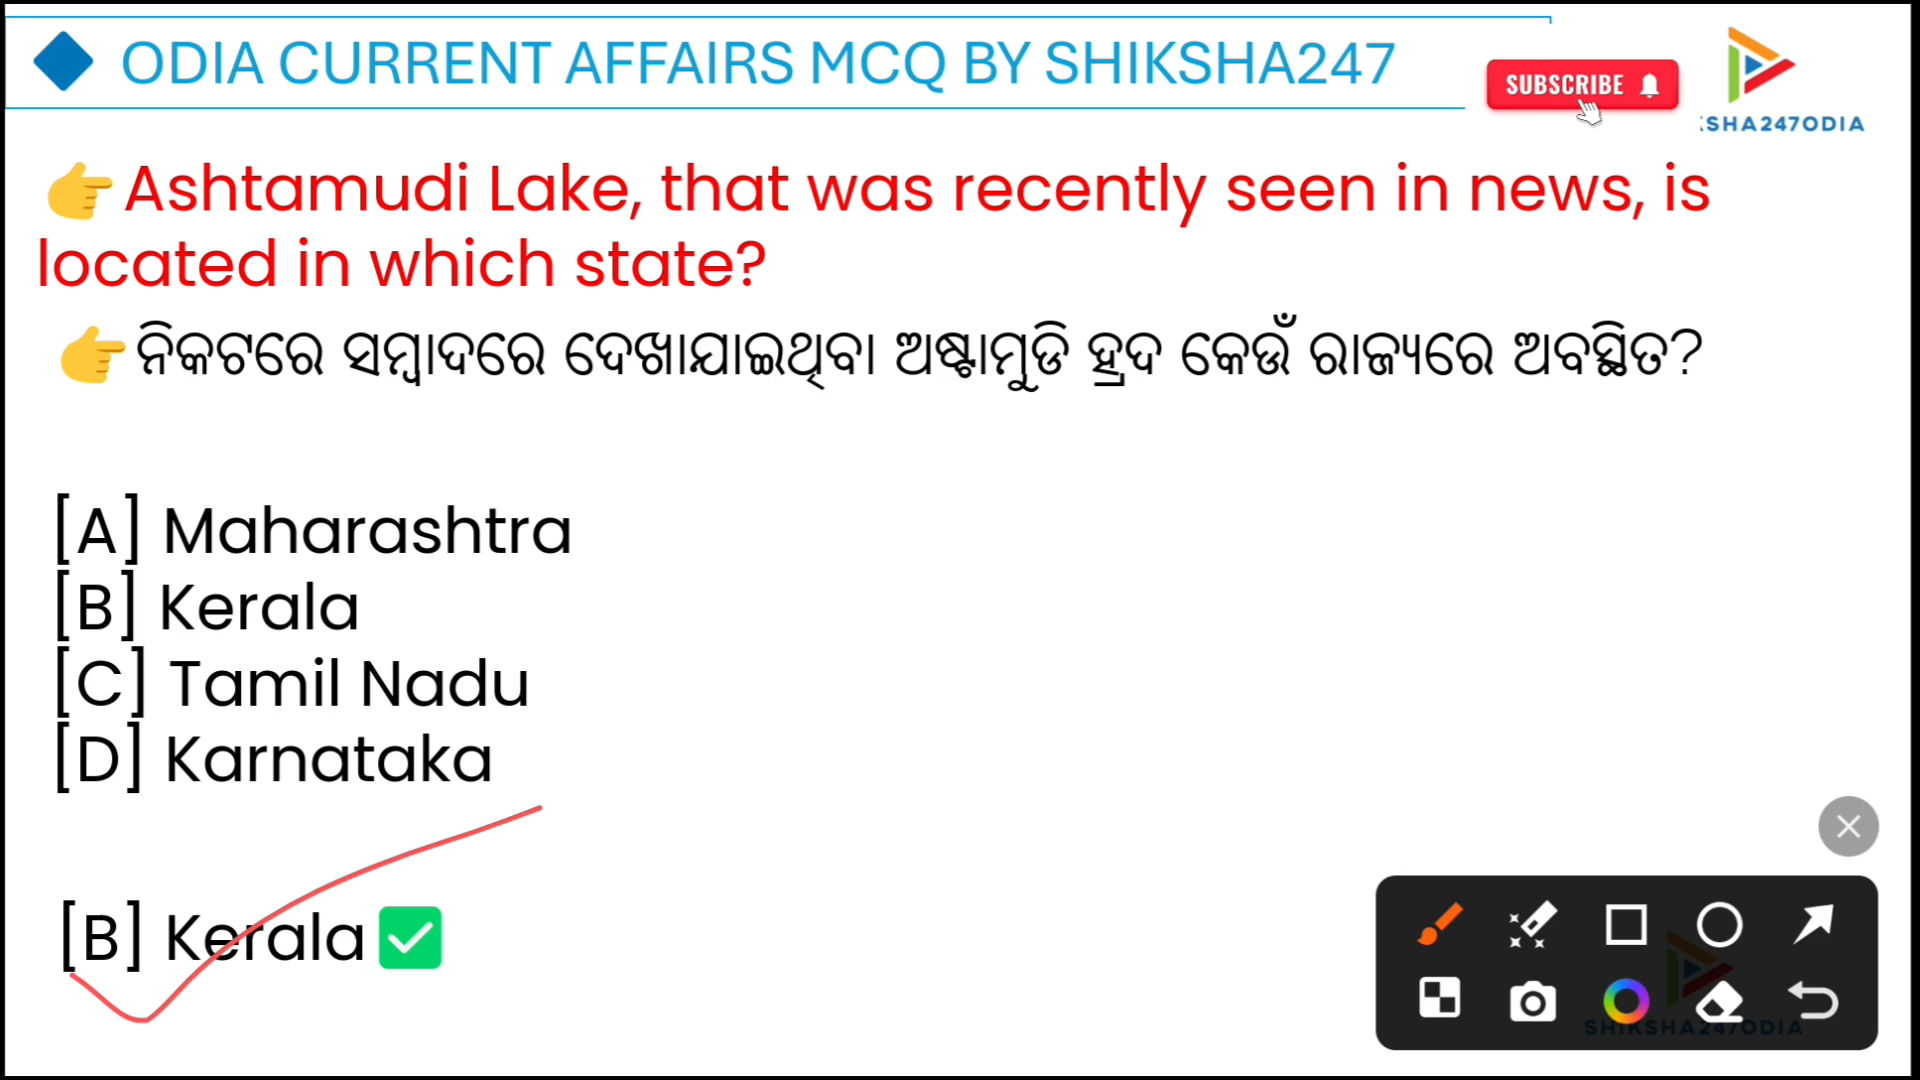 ODIA CURRENT AFFAIRS MCQ BY SHIKSHA247
SUBSCRIBE
SHA247ODIA
👉Ashtamudi Lake, that was recently seen in news, is
located in which state?
👉ନିକଟରେ ସମ୍ବାଦରେ ଦେଖାଯାଇଥିବା ଅଷ୍ଟାମୁଡି ହ୍ରଦ କେଉଁ ରାଜ୍ୟରେ ଅବସ୍ଥିତ?
[A] Maharashtra
[B] Kerala
[C] Tamil Nadu
[D] Karnataka
[B] Kerala✅
SHIKSHA247ODIA